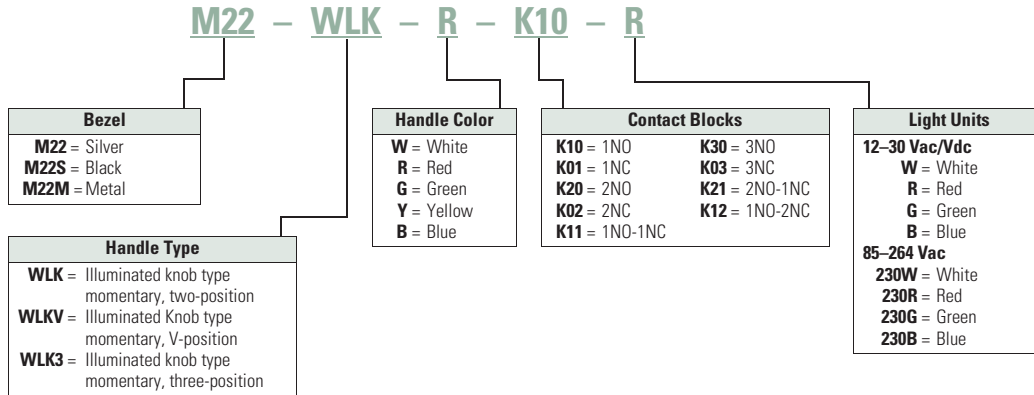 M22 – WLK – R – K10 – R
Bezel
M22 = Silver
M22S = Black
M22M = Metal
Handle Type
WLK = Illuminated knob type
momentary, two-position
WLKV = Illuminated Knob type
momentary, V-position
WLK3 = Illuminated knob type
momentary, three-position
Handle Color
W = White
R = Red
G = Green
Y = Yellow
B = Blue
Contact Blocks
K10 = 1NO
K01 = 1NC
K20 = 2NO
K02 = 2NC
K11 = 1NO-1NC
K30 = 3NO
K03 = 3NC
K21 = 2NO-1NC
K12 = 1NO-2NC
Light Units
12–30 Vac/Vdc
W = White
R = Red
G = Green
B = Blue
85–264 Vac
230W = White
230R = Red
230G = Green
230B = Blue